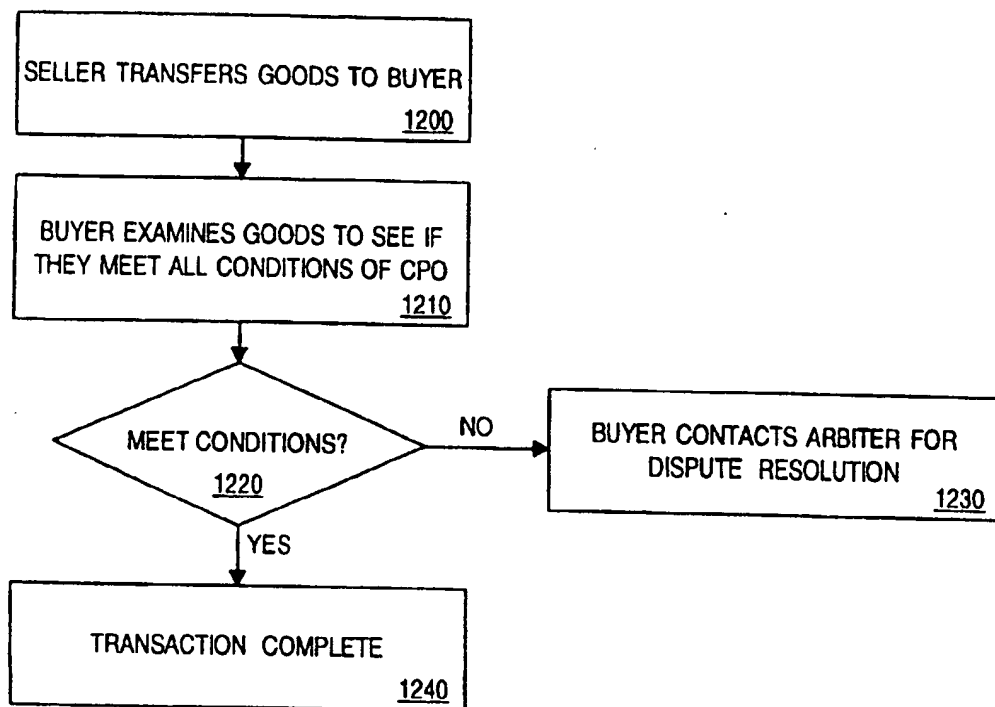 SELLER TRANSFERS GOODS TO BUYER
1200
BUYER EXAMINES GOODS TO SEE IF
THEY MEET ALL CONDITIONS OF CPO
1210
MEET CONDITIONS?
1220
NO
BUYER CONTACTS ARBITER FOR
DISPUTE RESOLUTION
1230
YES
TRANSACTION COMPLETE
1240